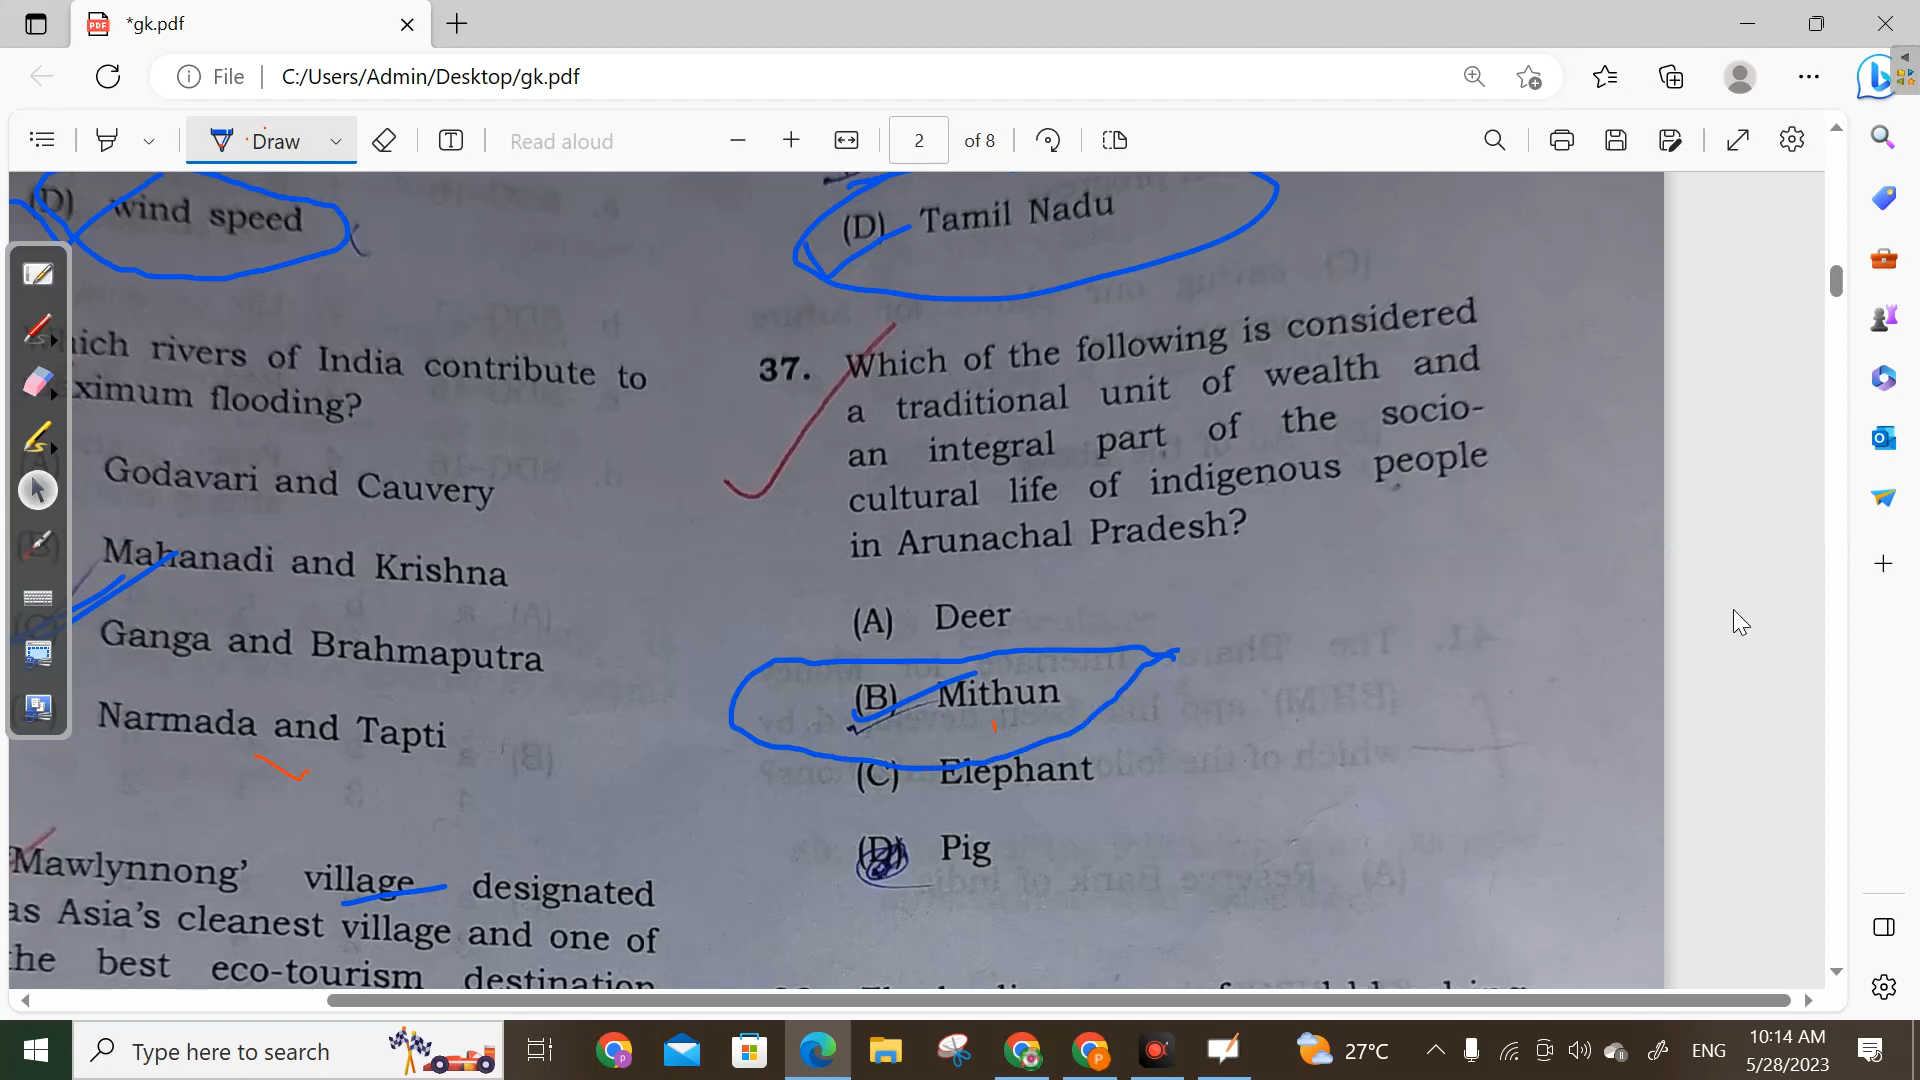 *gk.pdf
File
C:/Users/Admin/Desktop/gk.pdf
Draw
Read aloud
2
of 8
(D) wind speed
hich rivers of India contribute to
ximum flooding?
Godavari and Cauvery
Mahanadi and Krishna
Ganga and Brahmaputra
Narmada and Tapti
'Mawlynnong' village designated
as Asia's cleanest village and one of
the best eco-tourism destination
(D) Tamil Nadu
37. Which of the following is considered
a traditional unit of wealth and
an integral part of the socio-
cultural life of indigenous people
in Arunachal Pradesh?
(A) Deer
(B) Mithun
(C) Elephant
(D) Pig
Type here to search
27°C
ENG
10:14 AM
5/28/2023